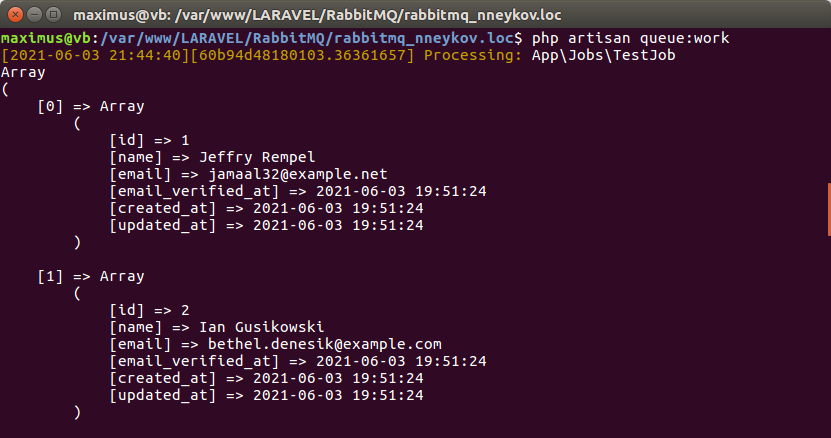 maximus@vb: /var/www/LARAVEL/RabbitMQ/rabbitmq_nneykov.loc
maximus@vb:/var/www/LARAVEL/RabbitMQ/rabbitmq_nneykov.loc$ php artisan queue:work
[2021-06-03 21:44:40][60b94d48180103.36361657] Processing: App\Jobs\TestJob
Array
(
    [0] => Array
        (
            [id] => 1
            [name] => Jeffry Rempel
            [email] => jamaal32@example.net
            [email_verified_at] => 2021-06-03 19:51:24
            [created_at] => 2021-06-03 19:51:24
            [updated_at] => 2021-06-03 19:51:24
        )
    [1] => Array
        (
            [id] => 2
            [name] => Ian Gusikowski
            [email] => bethel.denesik@example.com
            [email_verified_at] => 2021-06-03 19:51:24
            [created_at] => 2021-06-03 19:51:24
            [updated_at] => 2021-06-03 19:51:24
        )